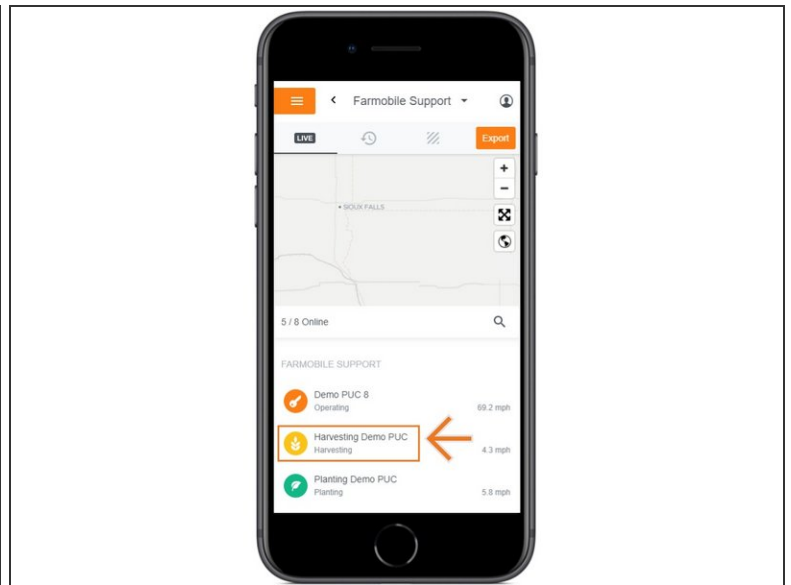 Farmobile Support
LIVE
Export
+
SIOUX FALLS
−
5 / 8 Online
FARMOBILE SUPPORT
Demo PUC 8
Operating
69.2 mph
Harvesting Demo PUC
Harvesting
4.3 mph
Planting Demo PUC
Planting
5.8 mph